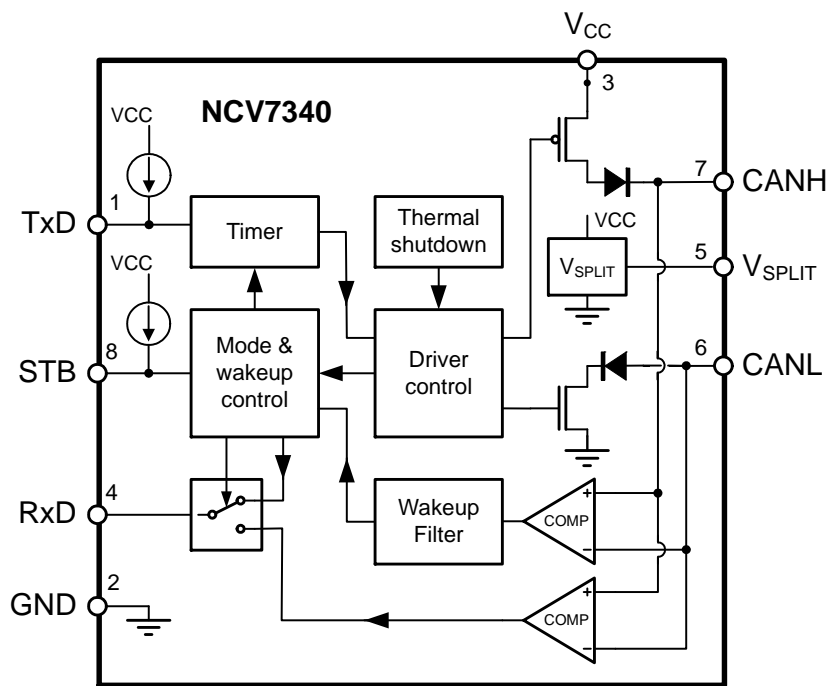 VCC
3
NCV7340
VCC
1
TxD
Timer
Thermal
shutdown
7
CANH
VCC
VSPLIT
5
VSPLIT
VCC
8
STB
Mode &
wakeup
control
Driver
control
6
CANL
4
RxD
Wakeup
Filter
+
COMP
−
2
GND
+
COMP
−